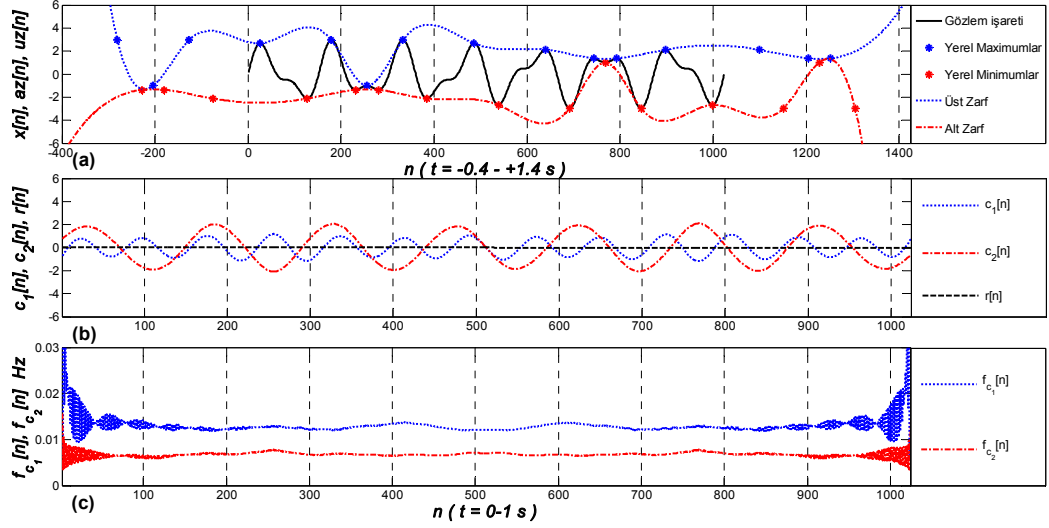 x[n], az[n], uz[n]
6
4
2
0
-2
-4
-6
-400 -200 0 200 400 600 800 1000 1200 1400
(a)
n ( t = -0.4 - +1.4 s )
Gözlem işareti
Yerel Maximumlar
Yerel Minimumlar
Üst Zarf
Alt Zarf
c1[n], c2[n], r[n]
6
4
2
0
-2
-4
-6
100 200 300 400 500 600 700 800 900 1000
(b)
c1[n]
c2[n]
r[n]
fc1[n], fc2[n] Hz
0.03
0.02
0.01
0
100 200 300 400 500 600 700 800 900 1000
(c)
n ( t = 0-1 s )
fc1[n]
fc2[n]